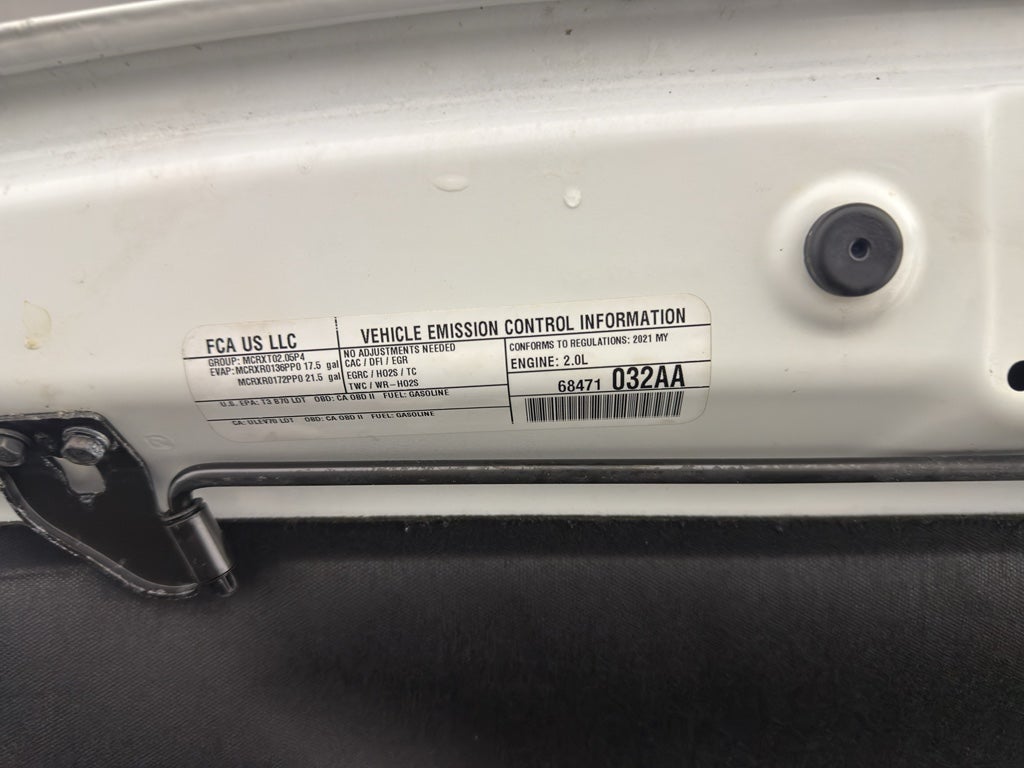 FCA US LLC
GROUP: MCRXT02.05P4
EVAP: MCRXR0136PP0 17.5 gal
MCRXR0172PP0 21.5 gal
VEHICLE EMISSION CONTROL INFORMATION
NO ADJUSTMENTS NEEDED
CAC / DFI / EGR
EGRC / HO2S / TC
TWC / WR-HO2S
CONFORMS TO REGULATIONS: 2021 MY
ENGINE: 2.0L
68471 032AA
U.S. EPA: T3 B70 LDT OBD: CA OBD II FUEL: GASOLINE
CA: ULEV70 LDT OBD: CA OBD II FUEL: GASOLINE